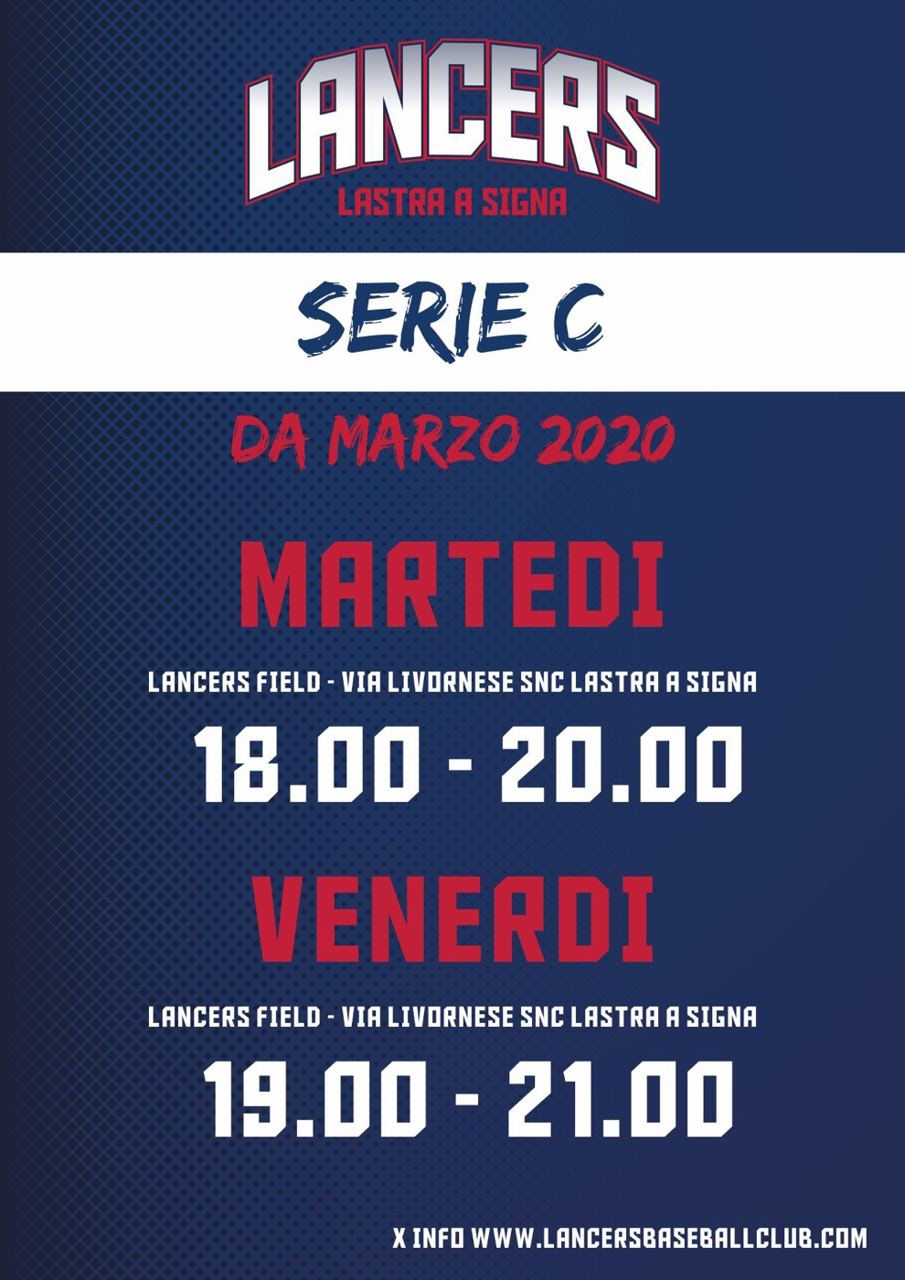 LANCERS
LASTRA A SIGNA
SERIE C
DA MARZO 2020
MARTEDI
LANCERS FIELD - VIA LIVORNESE SNC LASTRA A SIGNA
18.00 - 20.00
VENERDI
LANCERS FIELD - VIA LIVORNESE SNC LASTRA A SIGNA
19.00 - 21.00
X INFO WWW.LANCERSBASEBALLCLUB.COM